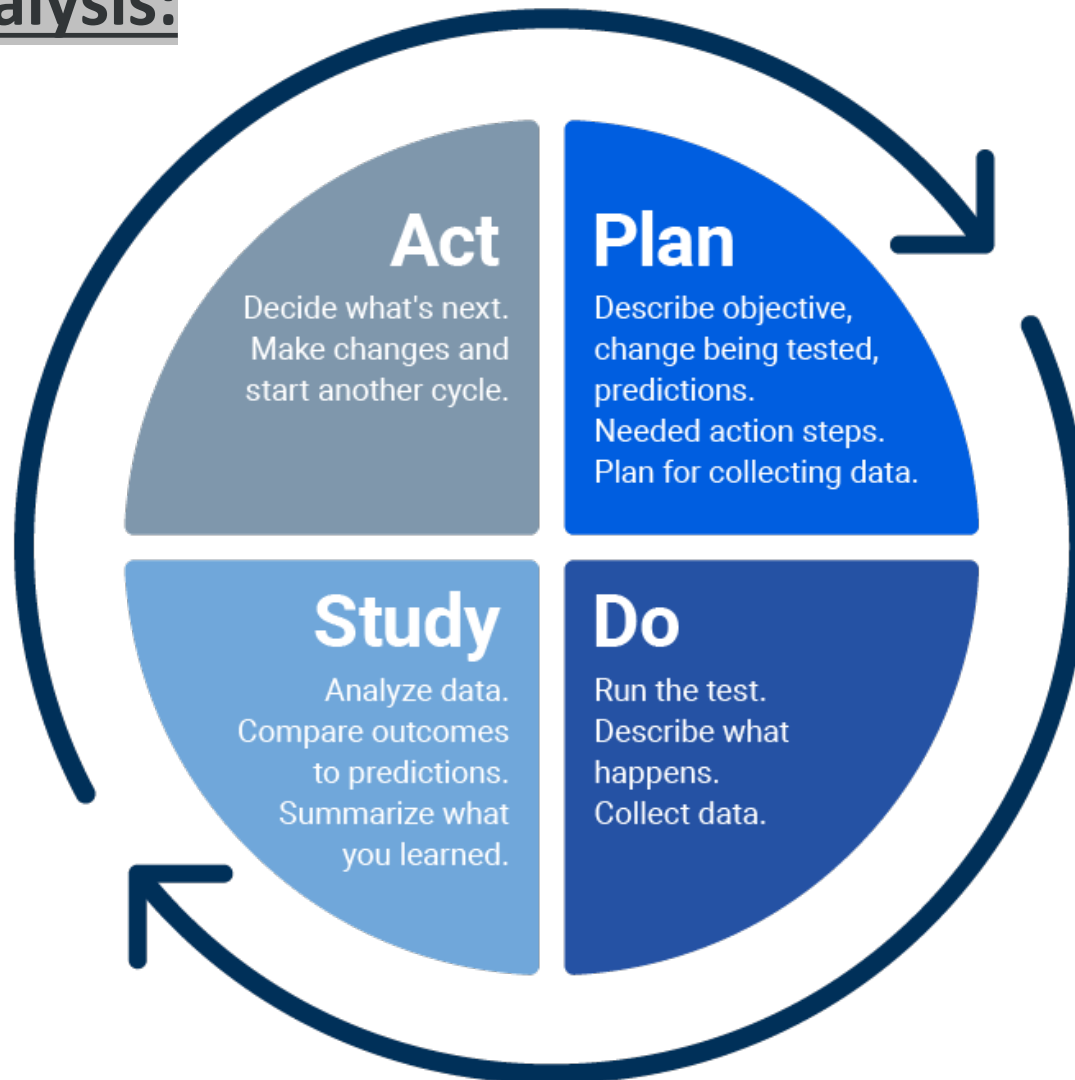 alysis:
Act
Decide what's next.
Make changes and
start another cycle.
Plan
Describe objective,
change being tested,
predictions.
Needed action steps.
Plan for collecting data.
Study
Analyze data.
Compare outcomes
to predictions.
Summarize what
you learned.
Do
Run the test.
Describe what
happens.
Collect data.